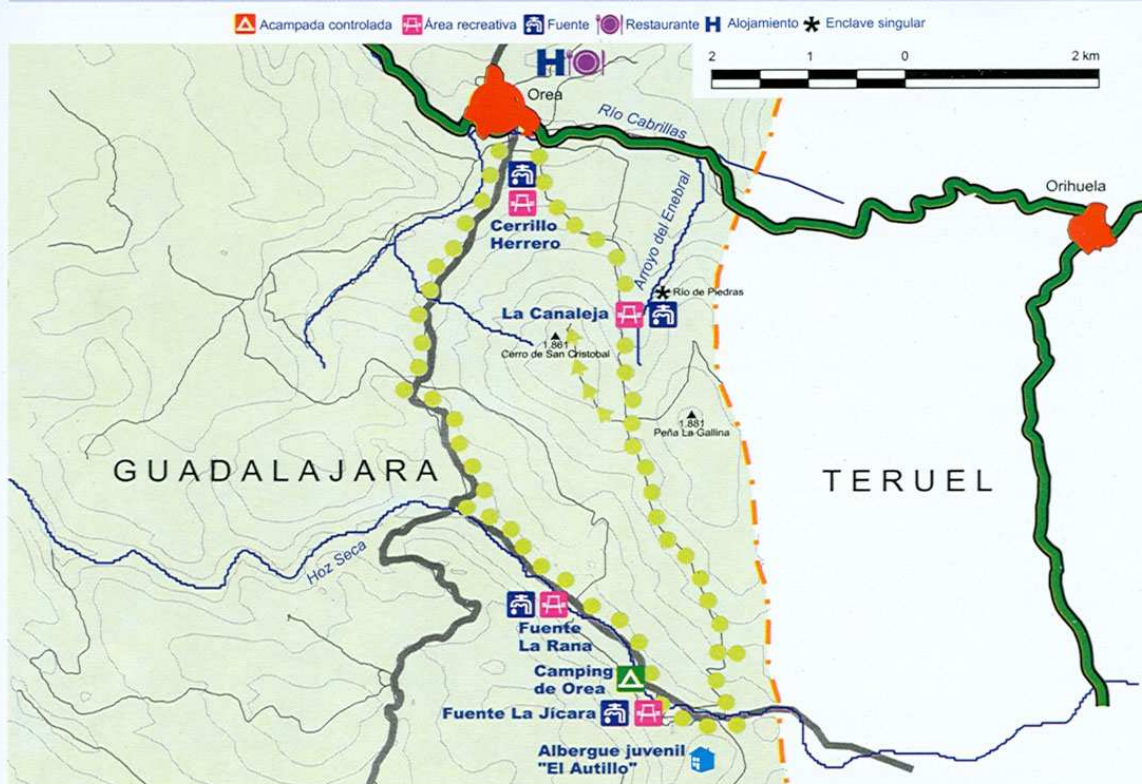 Acampada controlada Área recreativa Fuente Restaurante H Alojamiento Enclave singular
2 1 0 2 km
H
Orea
Río Cabrillas
Orihuela
Cerrillo
Herrero
Arroyo del Enebral
Río de Piedras
La Canaleja
1.861
Cerro de San Cristobal
1.881
Peña La Gallina
GUADALAJARA
TERUEL
Hoz Seca
Fuente
La Rana
Camping
de Orea
Fuente La Jícara
Albergue juvenil
"El Autillo"